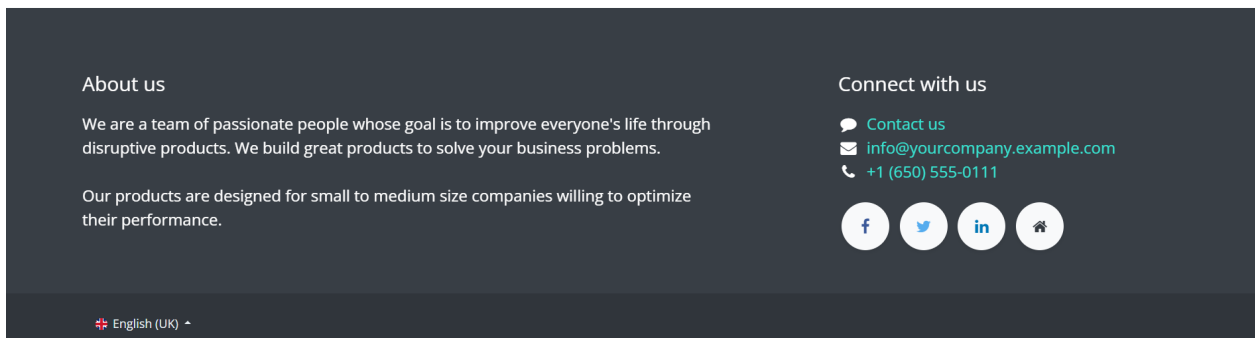 About us
We are a team of passionate people whose goal is to improve everyone's life through
disruptive products. We build great products to solve your business problems.
Our products are designed for small to medium size companies willing to optimize
their performance.
Connect with us
Contact us
info@yourcompany.example.com
+1 (650) 555-0111
f
in
English (UK)